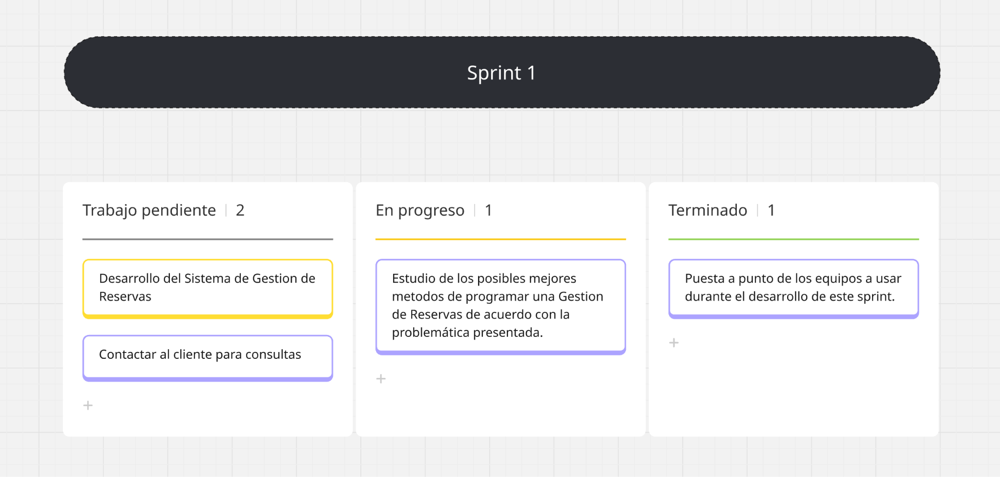 Sprint 1
Trabajo pendiente 2
Desarrollo del Sistema de Gestion de
Reservas
Contactar al cliente para consultas
En progreso 1
Estudio de los posibles mejores
metodos de programar una Gestion
de Reservas de acuerdo con la
problemática presentada.
Terminado 1
Puesta a punto de los equipos a usar
durante el desarrollo de este sprint.